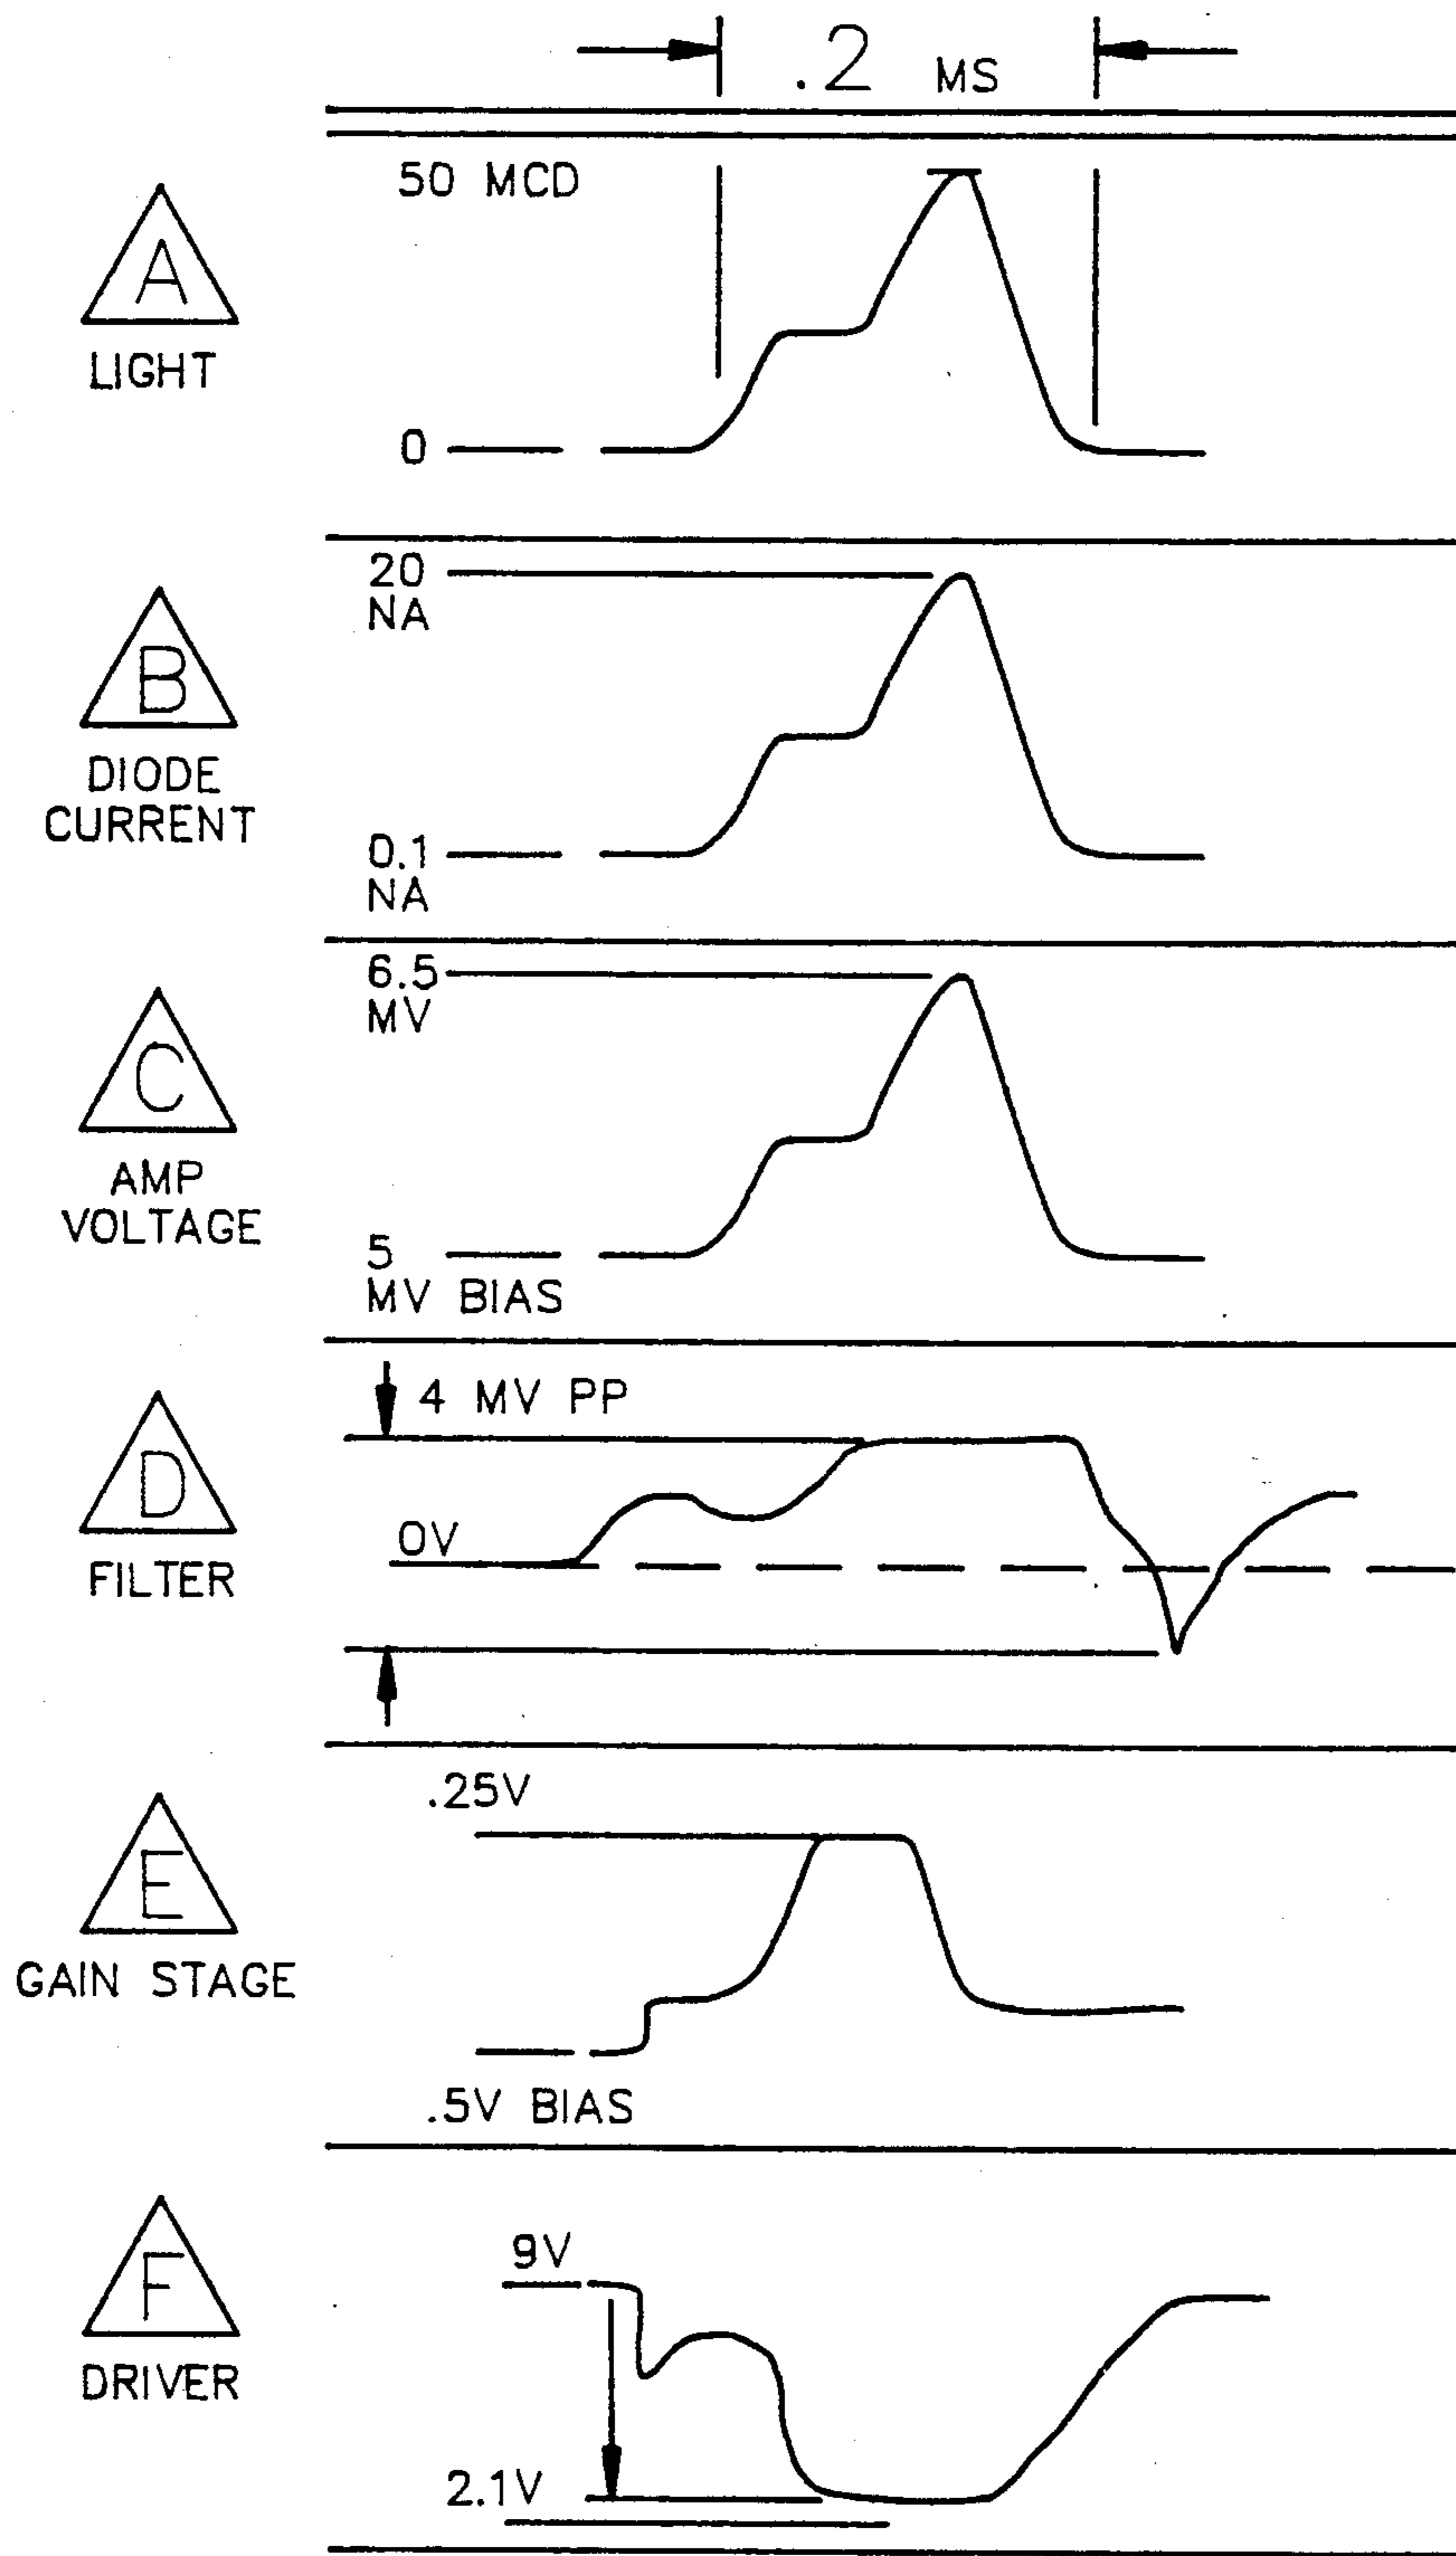 .2 MS
50 MCD
A
LIGHT
0
20
NA
B
DIODE
CURRENT
0.1
NA
6.5
MV
C
AMP
VOLTAGE
5
MV BIAS
4 MV PP
D
0V
FILTER
.25V
E
GAIN STAGE
.5V BIAS
9V
F
DRIVER
2.1V